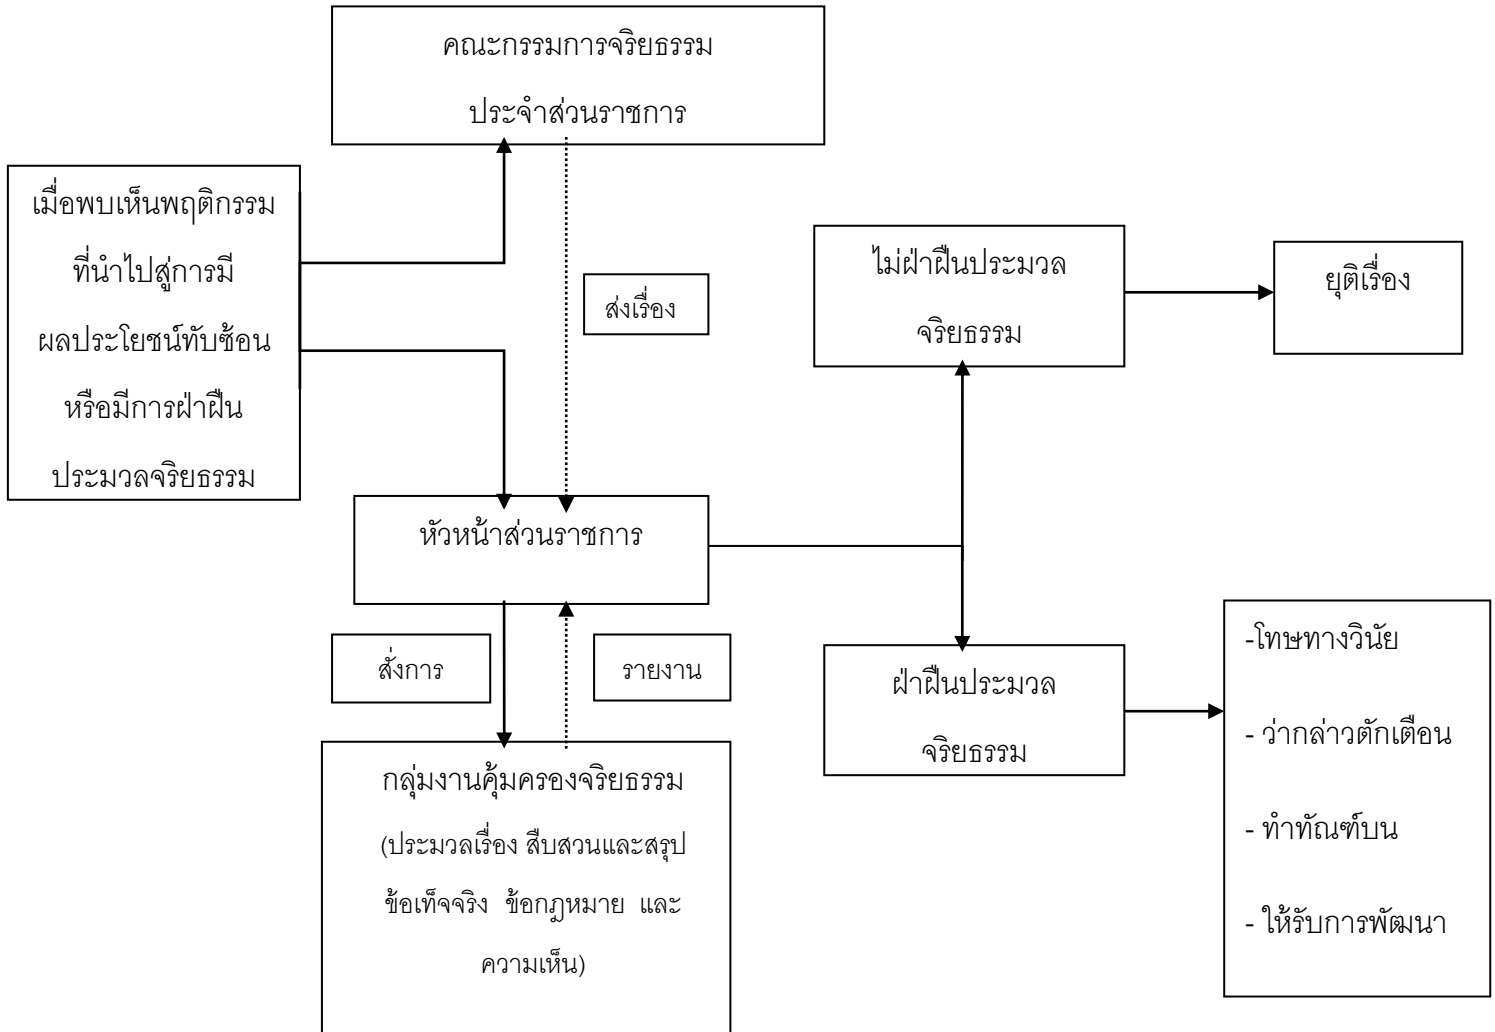 คณะกรรมการจริยธรรม
ประจำส่วนราชการ
เมื่อพบเห็นพฤติกรรม
ที่นำไปสู่การมี
ผลประโยชน์ทับซ้อน
หรือมีการฝ่าฝืน
ประมวลจริยธรรม
ส่งเรื่อง
ไม่ฝ่าฝืนประมวล
จริยธรรม
ยุติเรื่อง
หัวหน้าส่วนราชการ
สั่งการ
รายงาน
ฝ่าฝืนประมวล
จริยธรรม
-โทษทางวินัย
- ว่ากล่าวตักเตือน
- ทำทัณฑ์บน
- ให้รับการพัฒนา
กลุ่มงานคุ้มครองจริยธรรม
(ประมวลเรื่อง สืบสวนและสรุป
ข้อเท็จจริง ข้อกฎหมาย และ
ความเห็น)